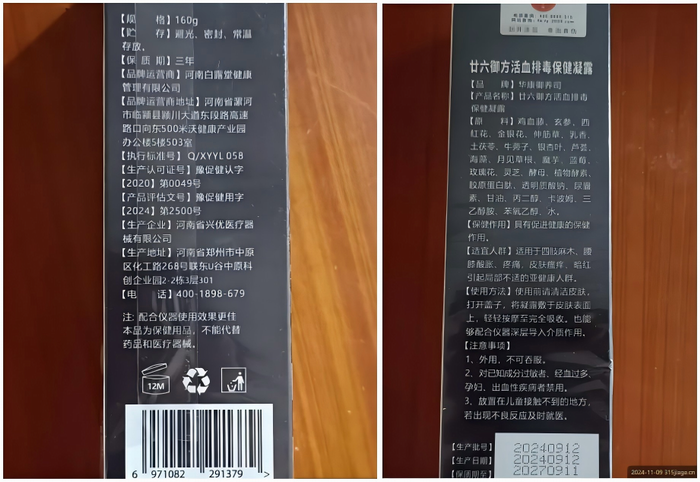 【规　　格】160g
【贮　　存】避光、密封、常温
存放。
【保 质 期】三年
【品牌运营商】河南白露堂健康
管理有限公司
【品牌运营商地址】河南省漯河
市临颍县颍川大道东段路高速
路口向东500米沃健康产业园
办公楼5楼503室
【执行标准号】Q/XYYL 058
【生产认可证号】豫促健认字
【2020】第0049号
【产品评估文号】豫促健用字
【2024】第2500号
【生产企业】河南省兴优医疗器
械有限公司
【生产地址】河南省郑州市中原
区化工路268号联东U谷中原科
创企业园2-2栋3层301
【电　　话】400-1898-679
注: 配合仪器使用效果更佳
本品为保健用品，不能代替
药品和医疗器械。
12M
6 971082 291379 >
廿六御方活血排毒保健凝露
【品　　牌】华康御养司
【产品名称】廿六御方活血排毒
保健凝露
【原　　料】鸡血藤、玄参、西
红花、金银花、伸筋草、乳香、
土茯苓、牛蒡子、银杏叶、芦荟、
海藻、月见草根、魔芋、蓝莓、
玫瑰花、灵芝、酵母、植物酵素、
胶原蛋白肽、透明质酸钠、尿囊
素、甘油、丙二醇、卡波姆、三
乙醇胺、苯氧乙醇、水。
【保健作用】具有促进健康的保健
作用。
【适宜人群】适用于四肢麻木、腰
膝酸胀、疼痛、皮肤瘙痒、暗红
引起局部不适的亚健康人群。
【使用方法】使用前请清洁皮肤，
打开盖子，将凝露敷于皮肤表面
上，轻轻按摩至完全吸收。也能
够配合仪器深层导入介质作用。
【注意事项】
1、外用，不可吞服。
2、对已知成分过敏者、经血过多、
孕妇、出血性疾病者禁用。
3、放置在儿童接触不到的地方，
若出现不良反应及时就医。
【生产批号】20240912
【生产日期】20240912
【保质期至】20270911
2024-11-09 315jiage.cn